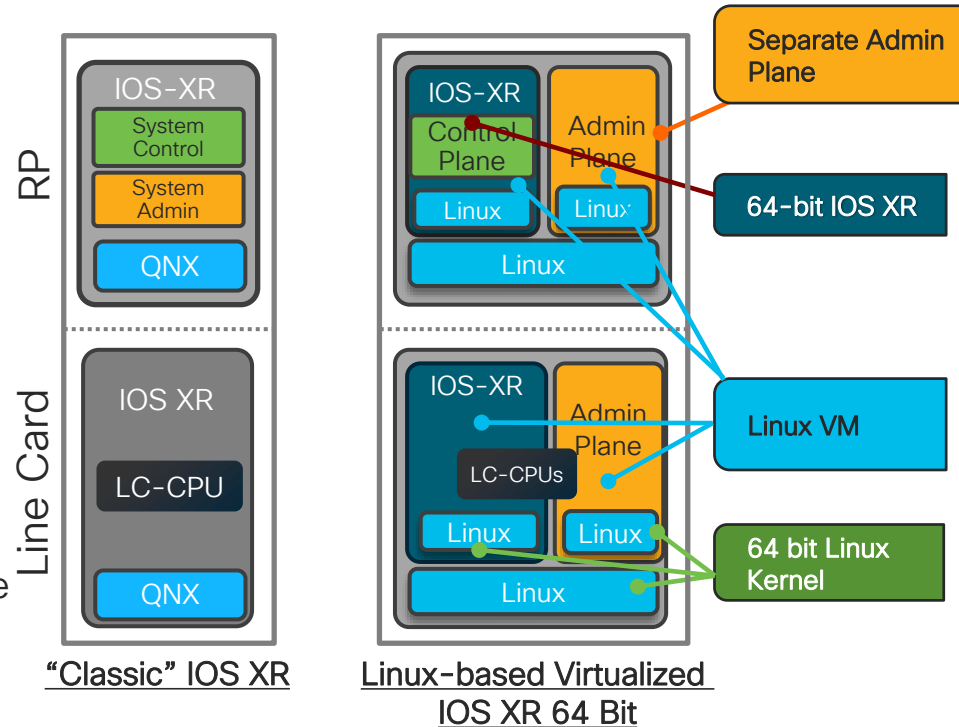 RP
IOS-XR
System
Control
System
Admin
QNX
Line Card
IOS XR
LC-CPU
QNX
e
"Classic" IOS XR
IOS-XR
Control
Plane
Linux
Admin
Plane
Linux
Linux
IOS-XR
Admin
Plane
LC-CPUs
Linux
Linux
Linux
Linux-based Virtualized
IOS XR 64 Bit
Separate Admin
Plane
64-bit IOS XR
Linux VM
64 bit Linux
Kernel